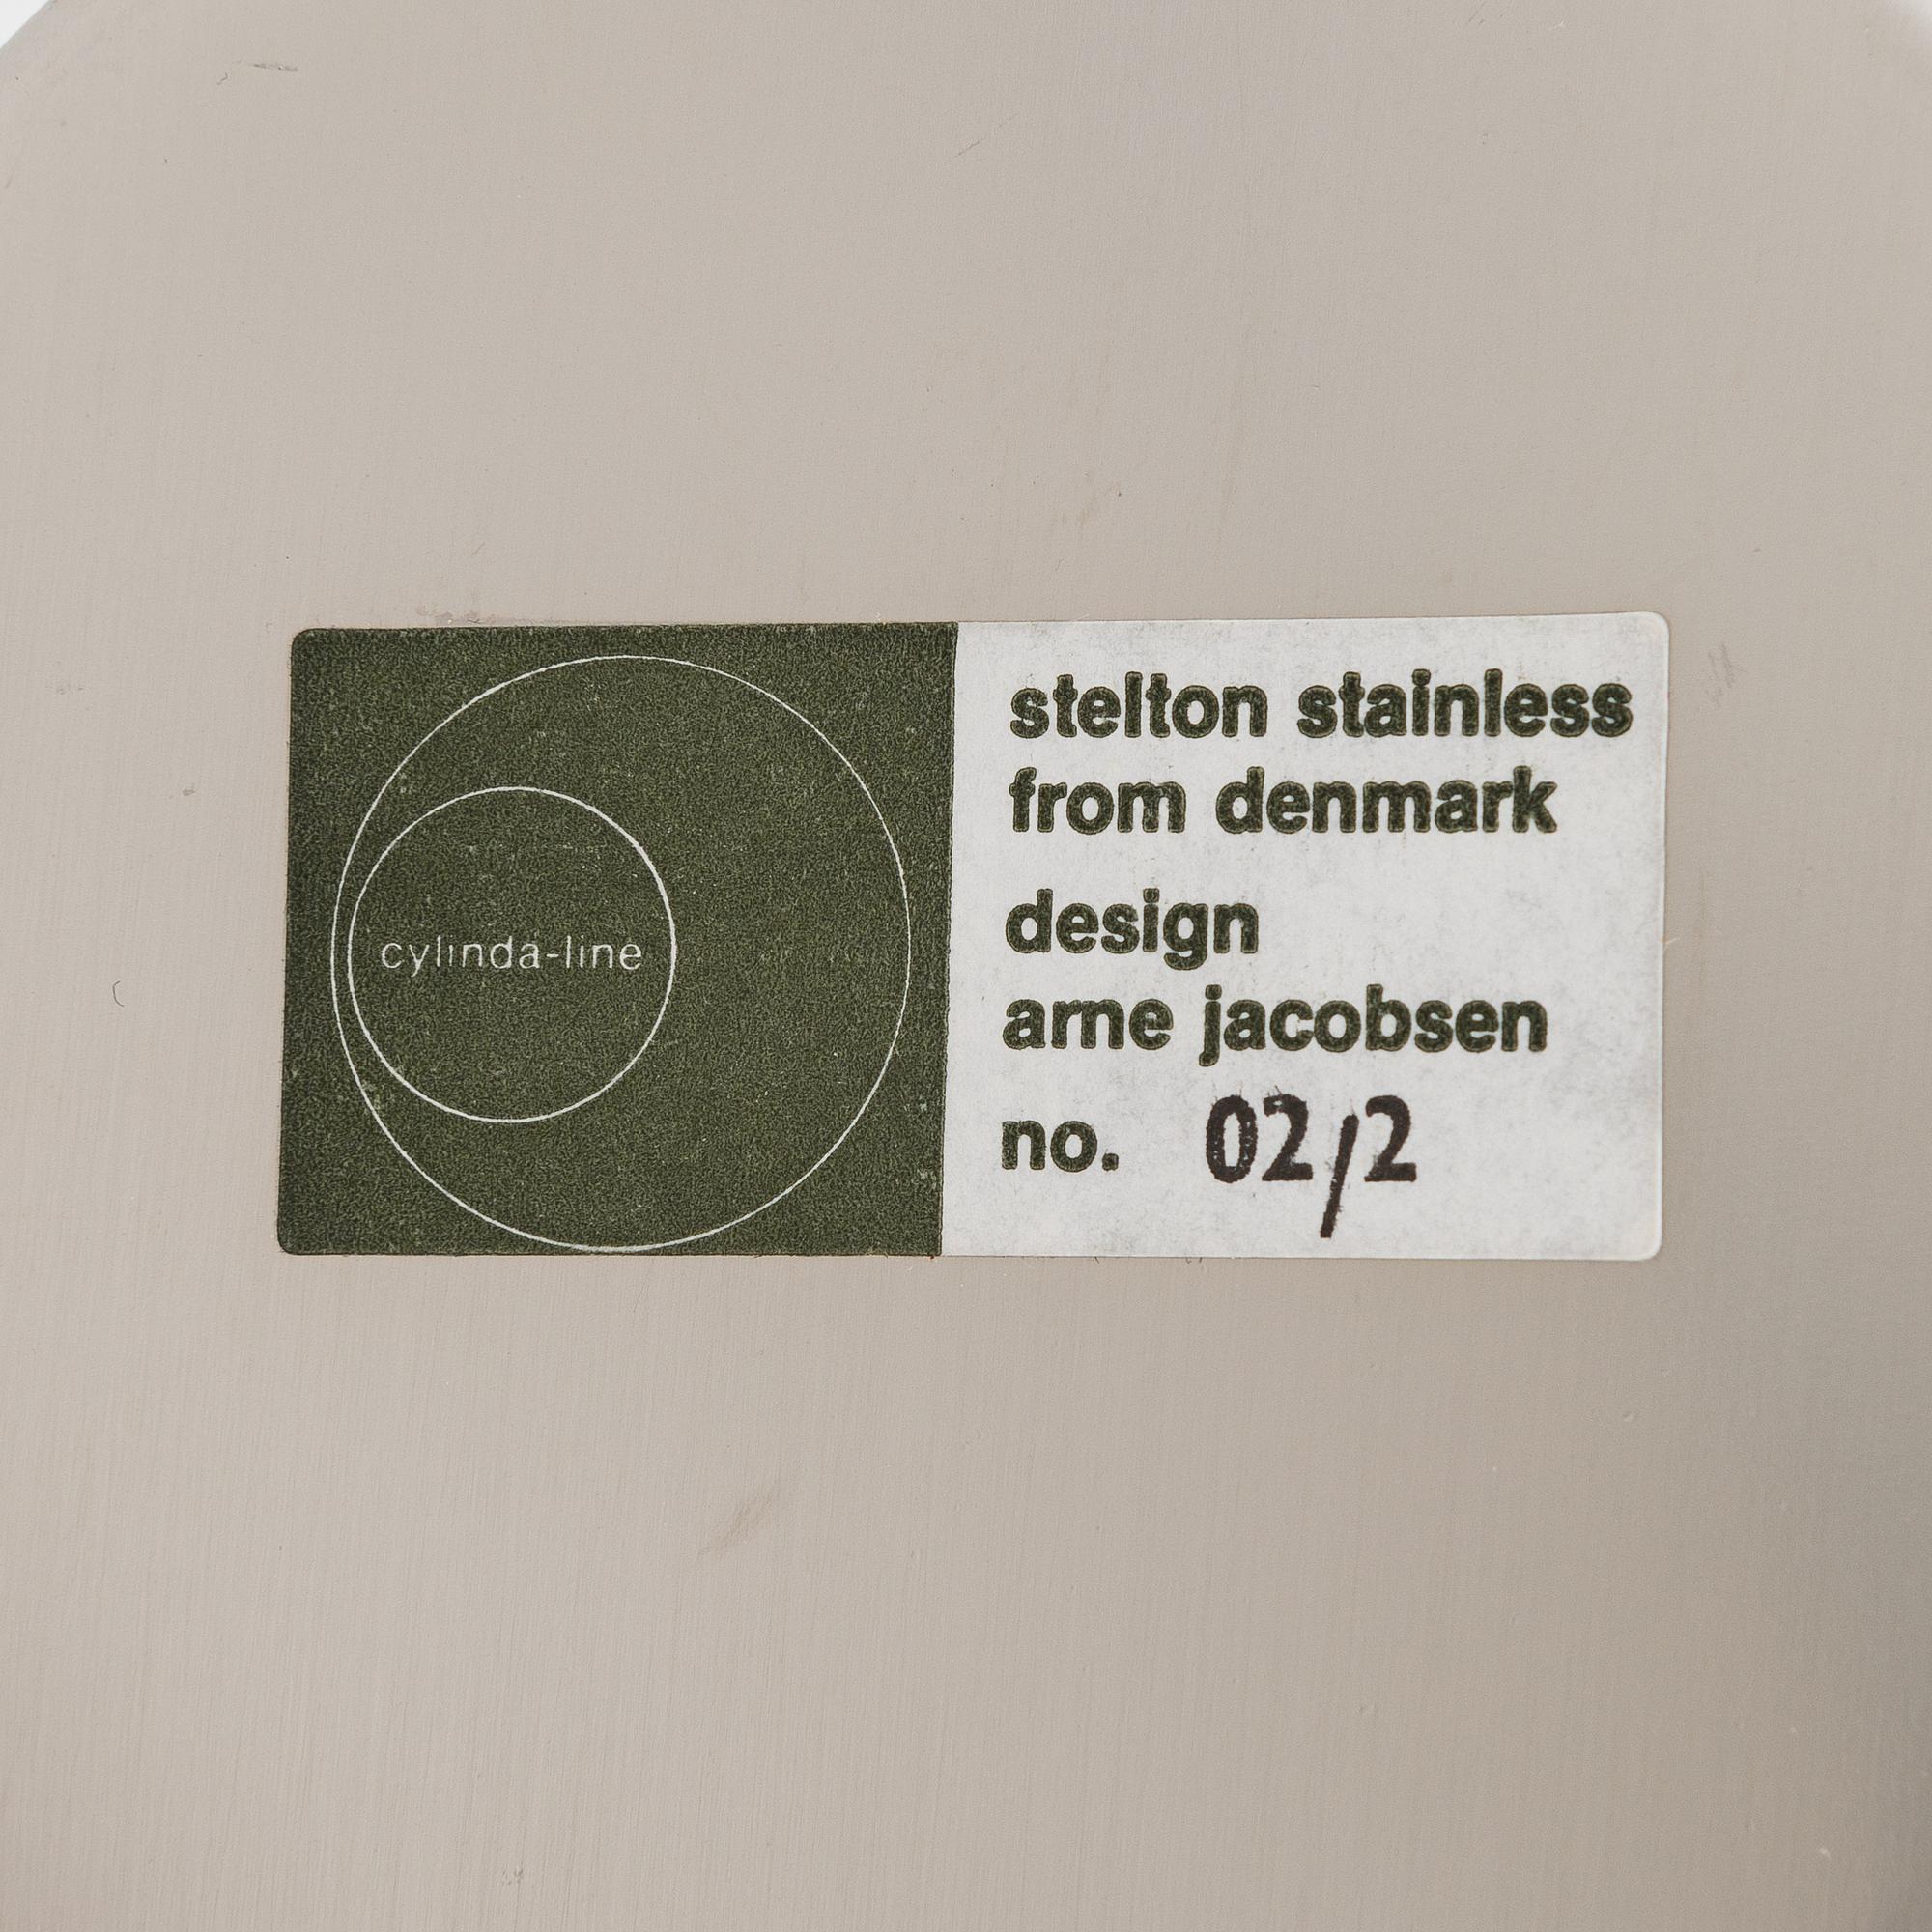 cylinda-line
stelton stainless
from denmark
design
arne jacobsen
no. 02/2